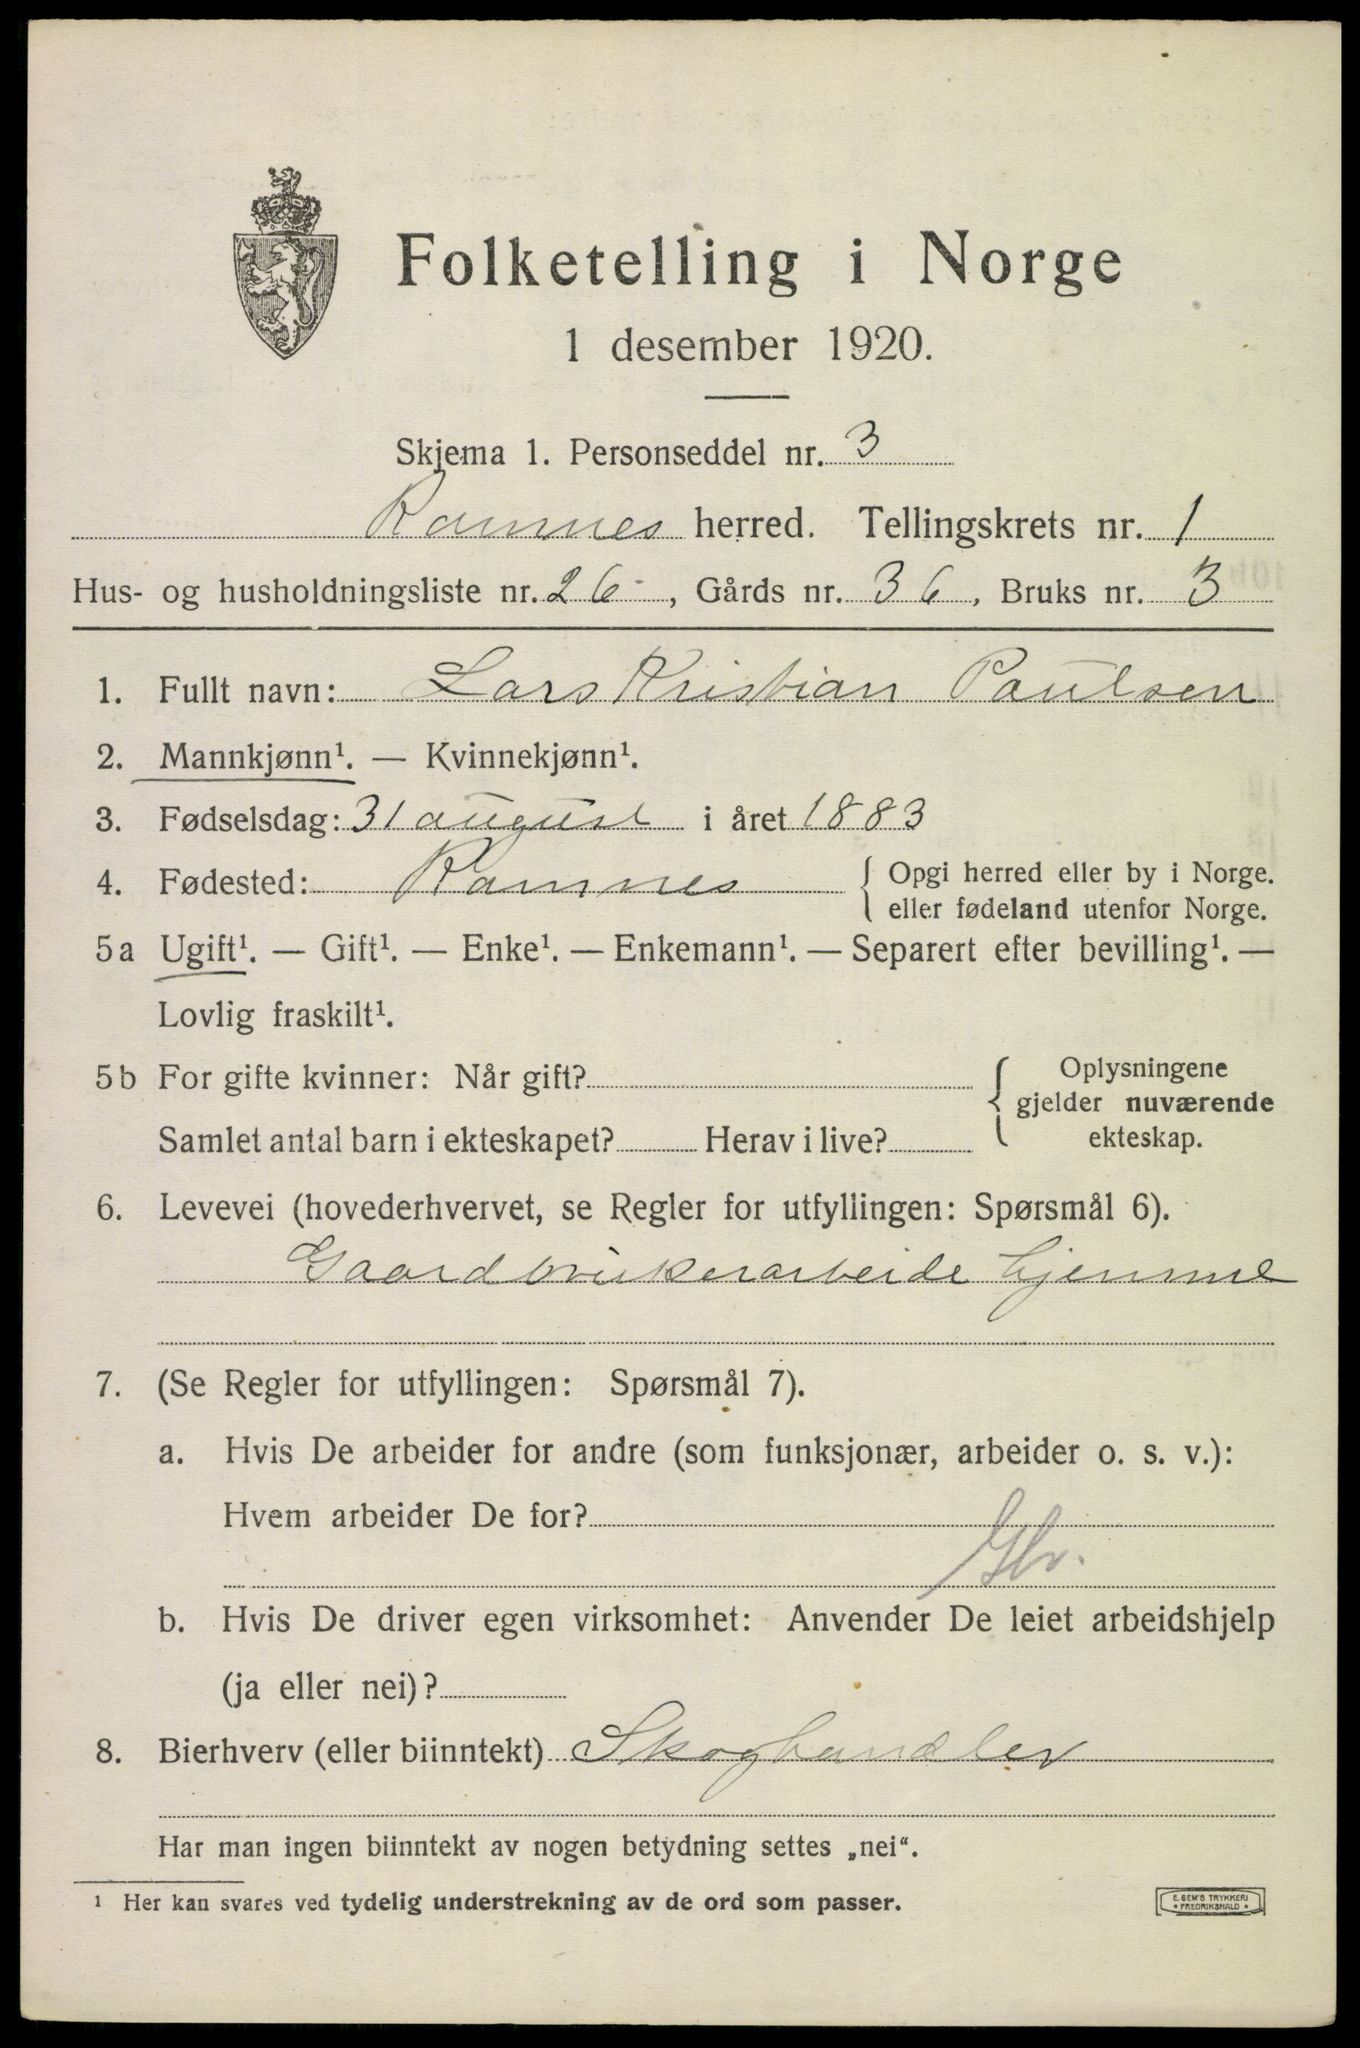 Folketelling i Norge
1 desember 1920.
Skjema 1. Personseddel nr. 3
Ramnes herred. Tellingskrets nr. 1
Hus- og husholdningsliste nr. 26, Gårds nr. 36, Bruks nr. 3
1. Fullt navn: Lars Kristian Paulsen
2. Mannkjønn¹. — Kvinnekjønn¹.
3. Fødselsdag: 31 august i året 1883
4. Fødested: Ramnes { Opgi herred eller by i Norge.
eller fødeland utenfor Norge.
5a Ugift¹. — Gift¹. — Enke¹. — Enkemann¹. — Separert efter bevilling¹. —
Lovlig fraskilt¹.
5b For gifte kvinner: Når gift? { Oplysningene
gjelder nuværende
ekteskap.
Samlet antal barn i ekteskapet? Herav i live?
6. Levevei (hovederhvervet, se Regler for utfyllingen: Spørsmål 6).
Gaardbrukerarbeide hjemme
7. (Se Regler for utfyllingen: Spørsmål 7).
a. Hvis De arbeider for andre (som funksjonær, arbeider o. s. v.):
Hvem arbeider De for?
Gbr.
b. Hvis De driver egen virksomhet: Anvender De leiet arbeidshjelp
(ja eller nei)?
8. Bierhverv (eller biinntekt) Skoghandler
Har man ingen biinntekt av nogen betydning settes „nei“.
¹ Her kan svares ved tydelig understrekning av de ord som passer.
E. SEM'S TRYKKERI
• FREDRIKSHALD •